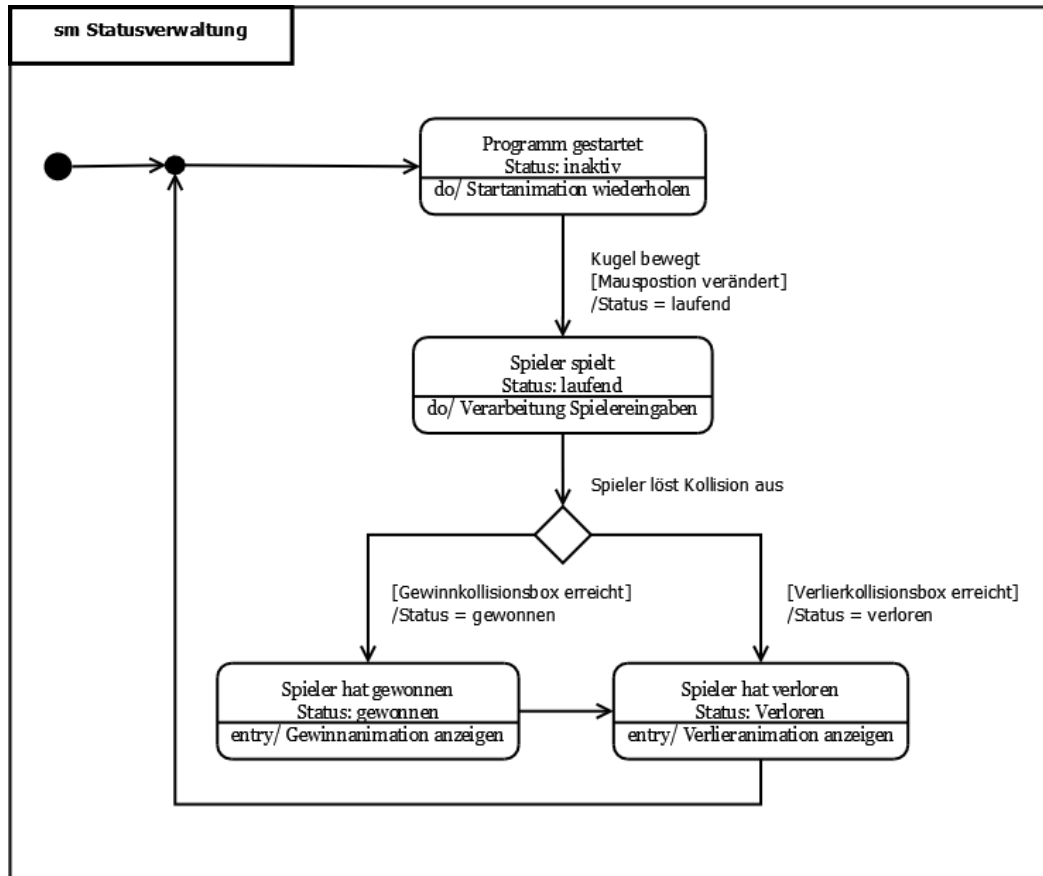 sm Statusverwaltung
Programm gestartet
Status: inaktiv
do/ Startanimation wiederholen
Kugel bewegt
[Mauspostion verändert]
/Status = laufend
Spieler spielt
Status: laufend
do/ Verarbeitung Spielereingaben
Spieler löst Kollision aus
[Gewinnkollisionsbox erreicht]
/Status = gewonnen
[Verlierkollisionsbox erreicht]
/Status = verloren
Spieler hat gewonnen
Status: gewonnen
entry/ Gewinnanimation anzeigen
Spieler hat verloren
Status: Verloren
entry/ Verlieranimation anzeigen